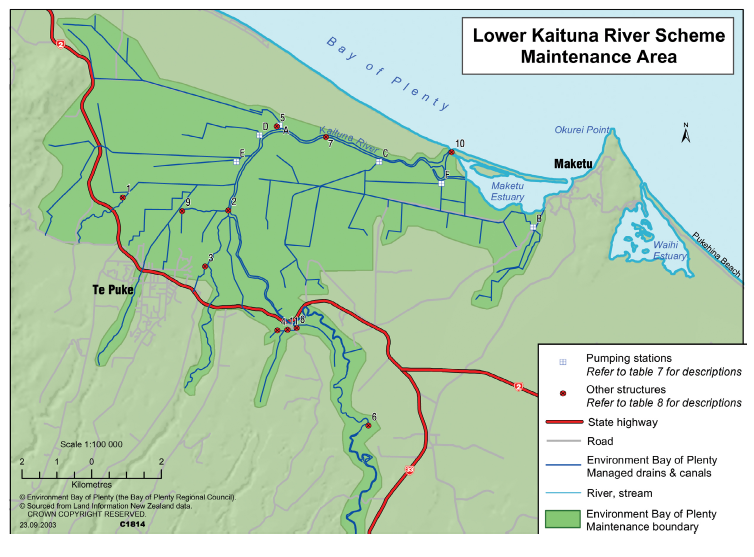 Lower Kaituna River Scheme
Maintenance Area
2
Bay of Plenty
N
5
D
A
Kaituna River
7
10
Okurei Point
E
C
Maketu
F
Maketu
Estuary
1
9
2
B
Waihi
Estuary
Pukehina Beach
3
Te Puke
8
6
2
33
Pumping stations
Refer to table 7 for descriptions
Other structures
Refer to table 8 for descriptions
State highway
Road
Environment Bay of Plenty
Managed drains & canals
River, stream
Environment Bay of Plenty
Maintenance boundary
Scale 1:100 000
2 1 0 2
Kilometres
© Environment Bay of Plenty (the Bay of Plenty Regional Council).
© Sourced from Land Information New Zealand data.
CROWN COPYRIGHT RESERVED.
23.09.2003 C1814